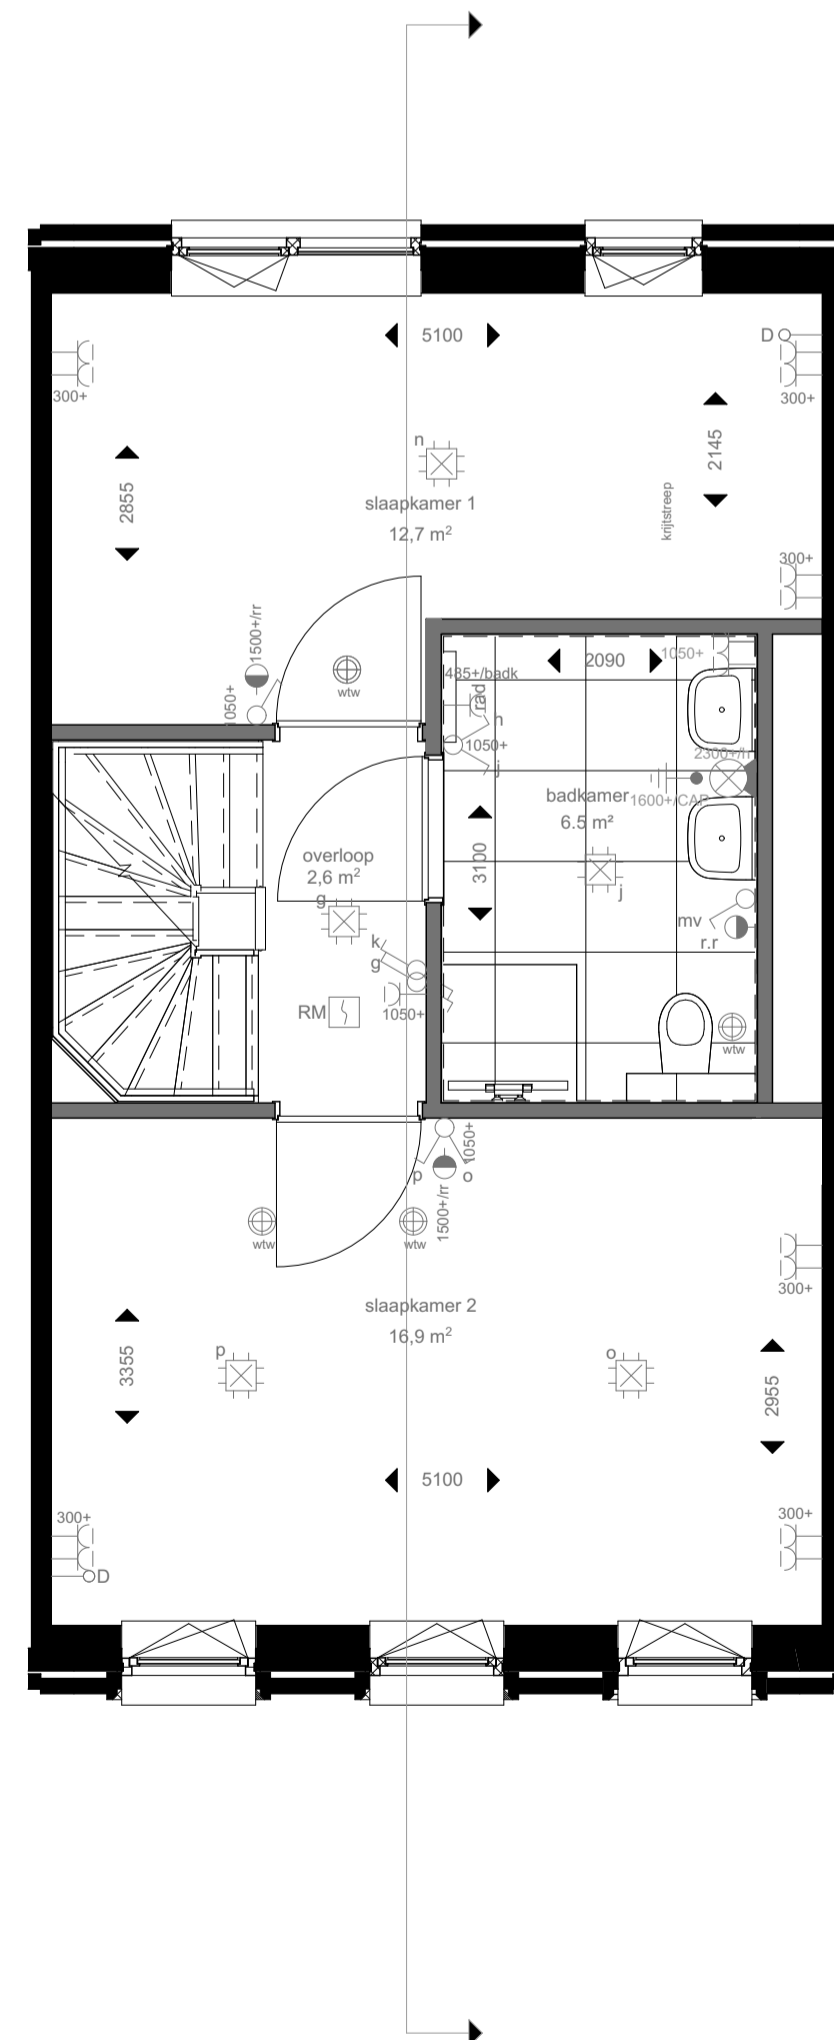 5100
D
300+
300+
n
2145
2855
slaapkamer 1
12,7 m²
krijtstreep
300+
1500+/rr
1050+
wtw
2090
1050+
485+/badk
rad
h
1050+
j
2300+/h
badkamer
1600+/CAP
6.5 m²
3100
overloop
2,6 m²
g
j
mv
r.r
k
g
RM
1050+
wtw
1050+
p
o
1500+/rr
wtw
wtw
300+
slaapkamer 2
16,9 m²
3355
p
o
2955
5100
300+
300+
D